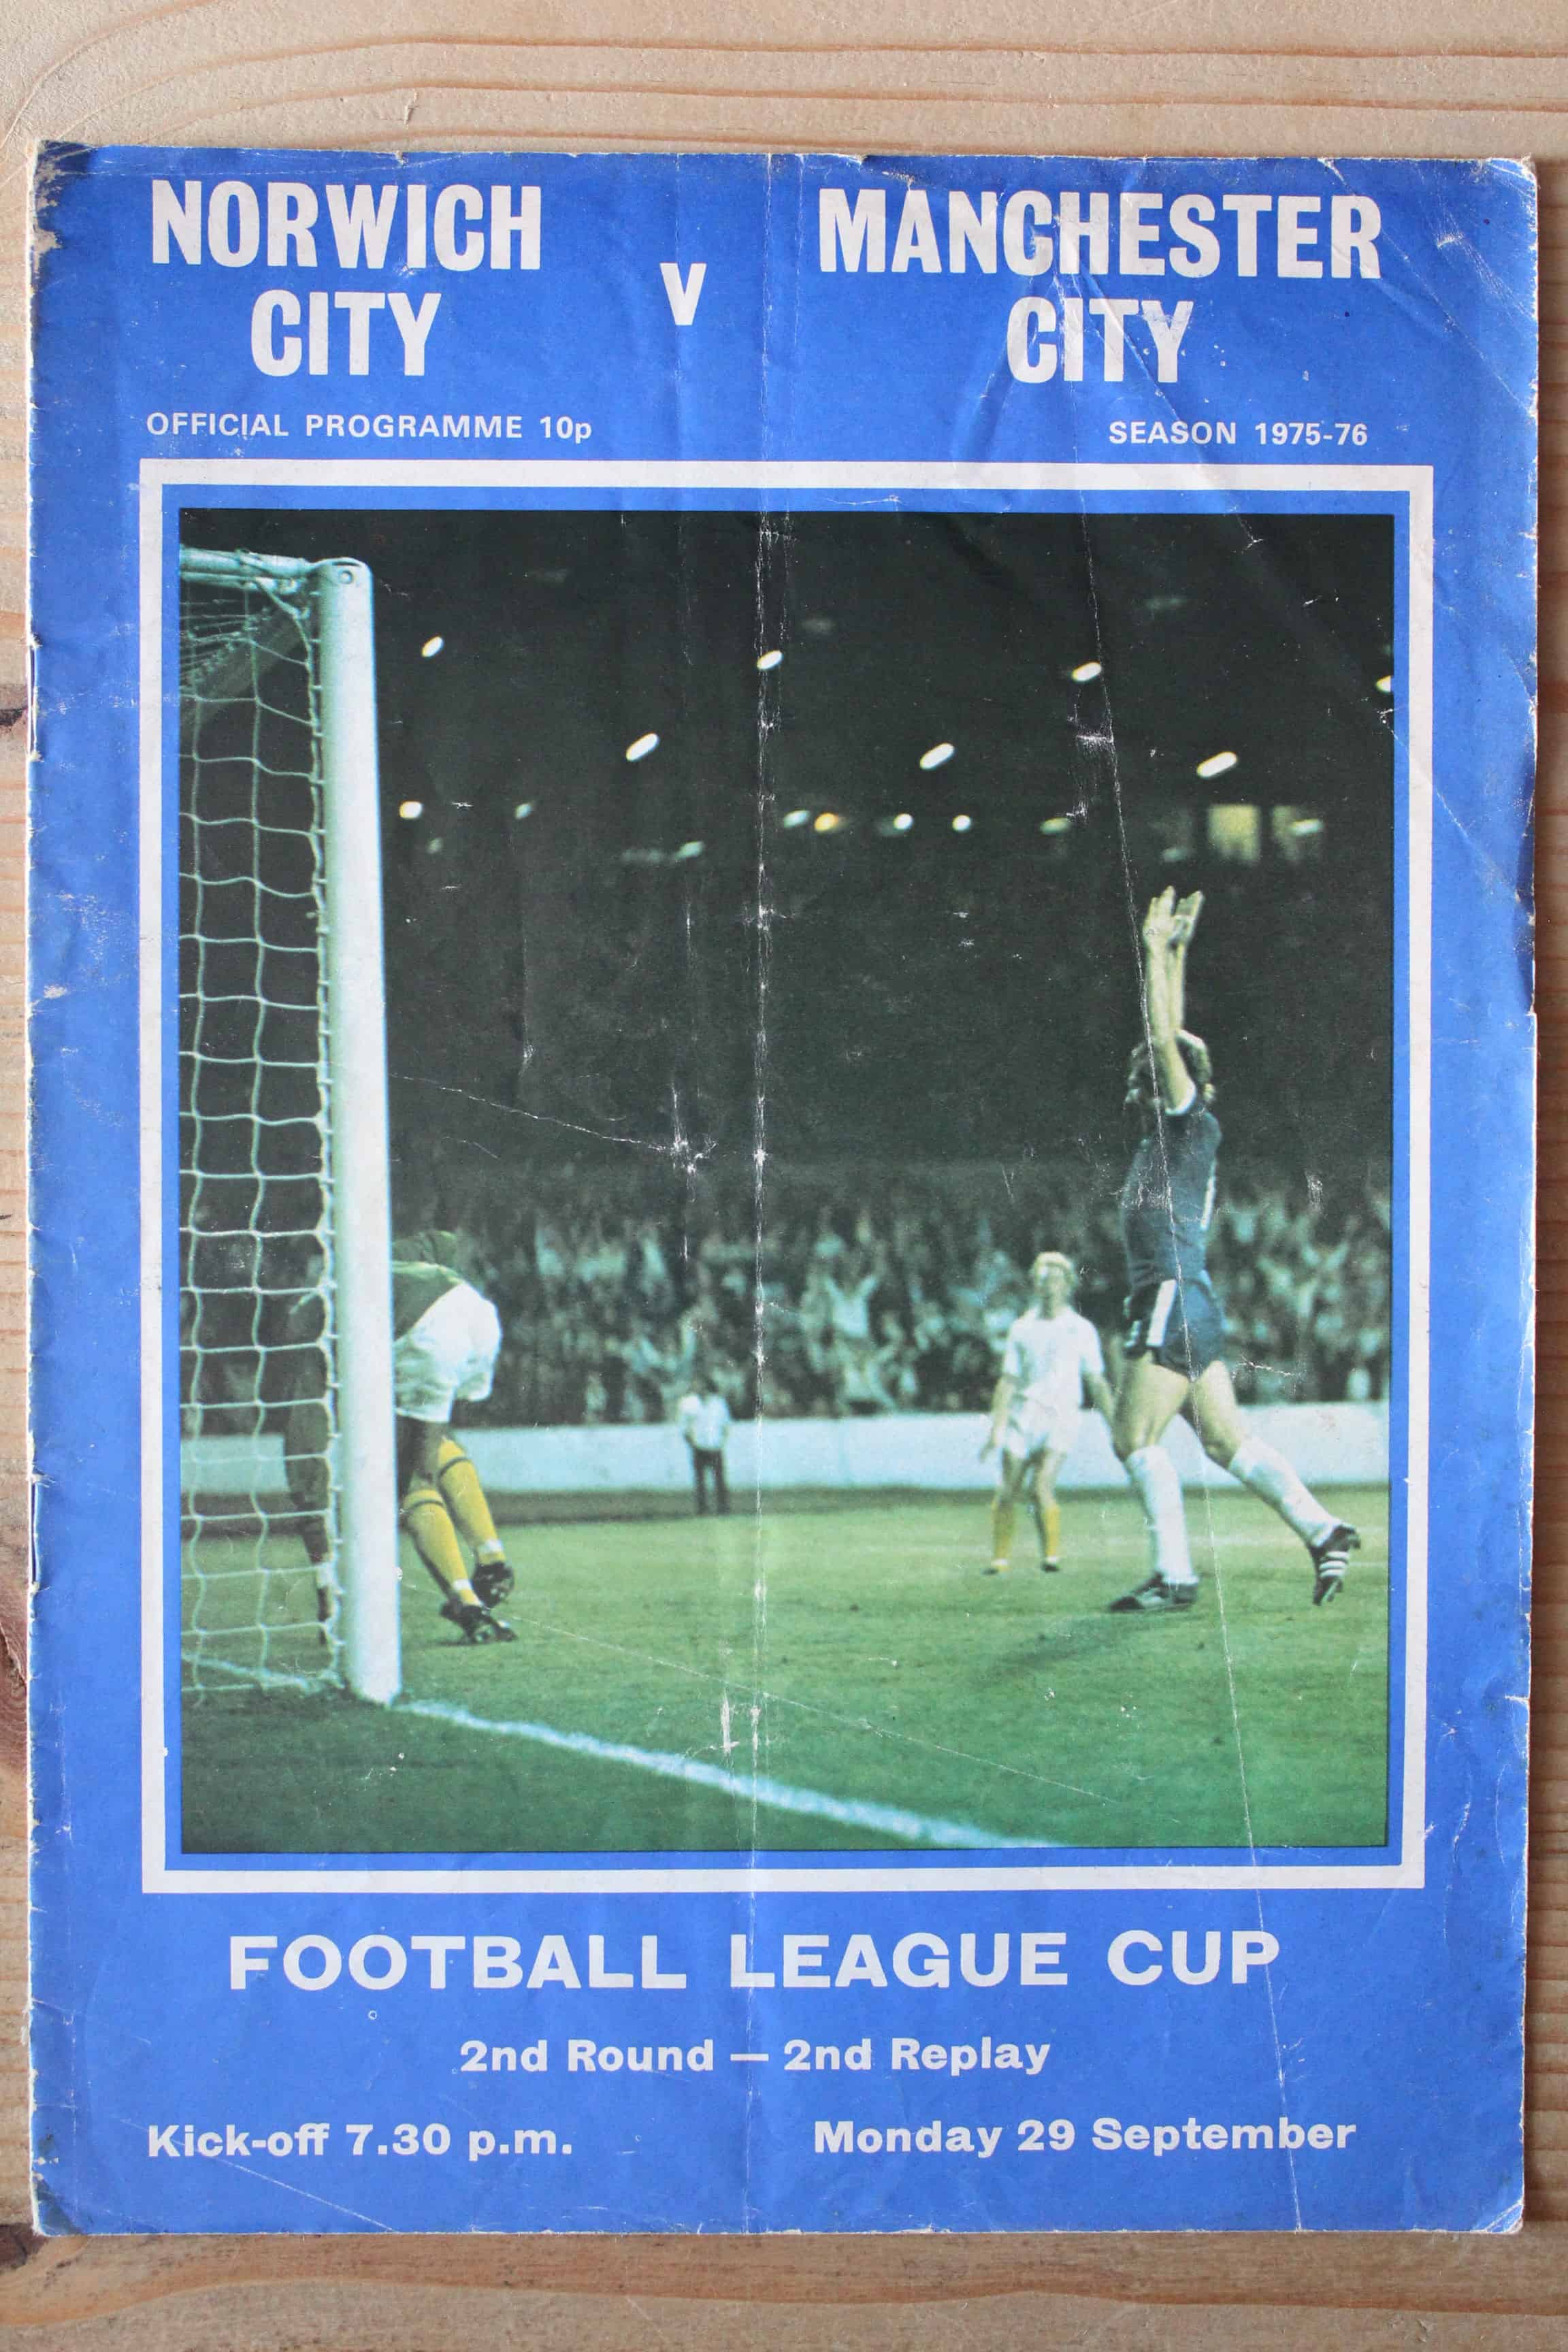 NORWICH
CITY
V
MANCHESTER
CITY
OFFICIAL PROGRAMME 10p
SEASON 1975-76
FOOTBALL LEAGUE CUP
2nd Round — 2nd Replay
Kick-off 7.30 p.m.
Monday 29 September